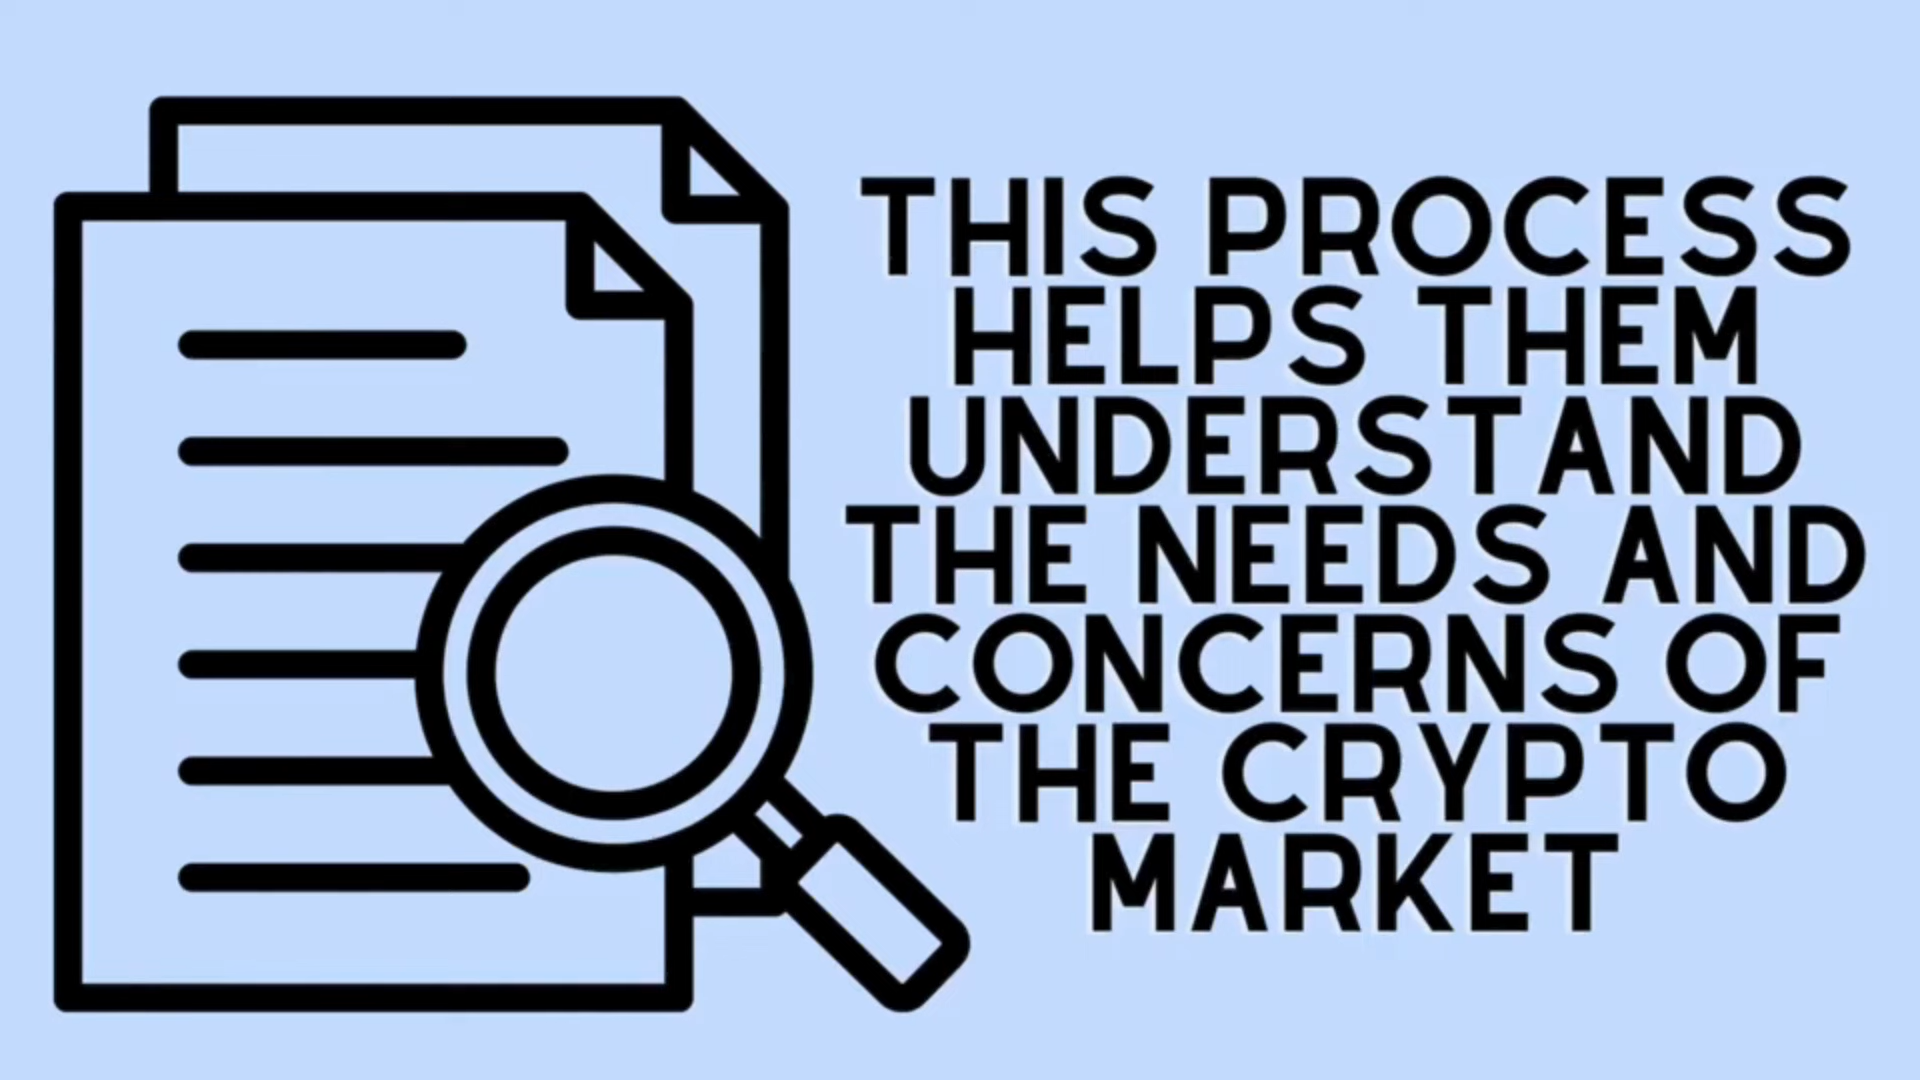 THIS PROCESS
HELPS THEM
UNDERSTAND
THE NEEDS AND
CONCERNS OF
THE CRYPTO
MARKET